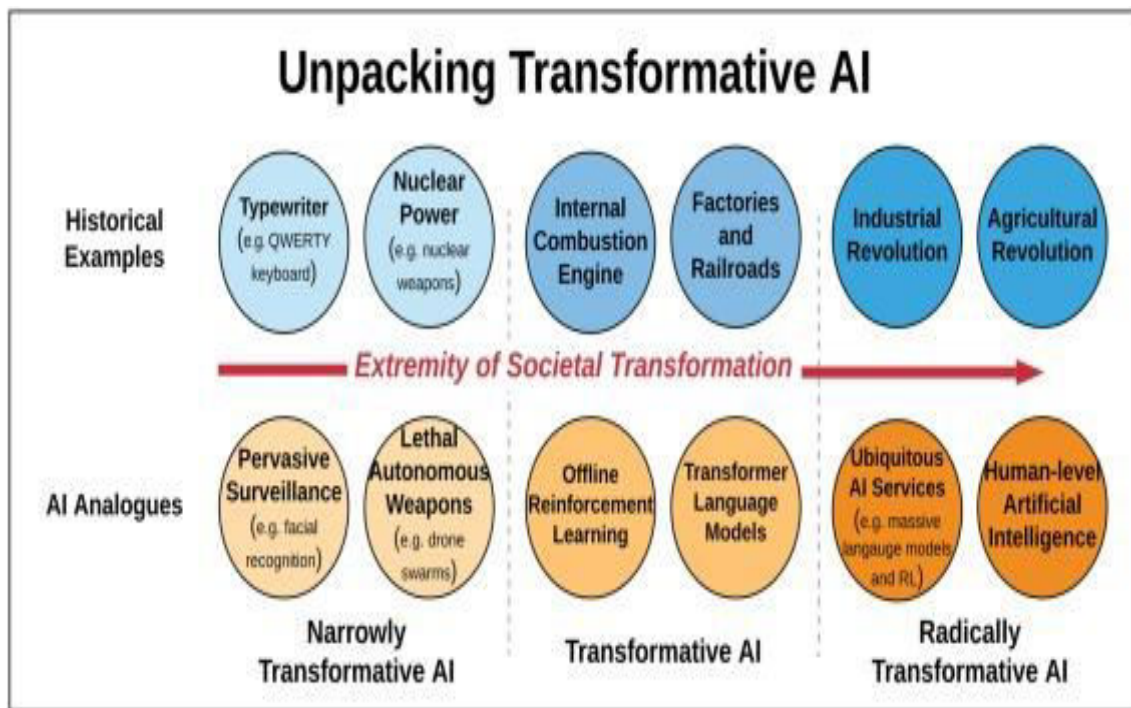 Unpacking Transformative AI
Historical
Examples
Typewriter
(e.g. QWERTY
keyboard)
Nuclear
Power
(e.g. nuclear
weapons)
Internal
Combustion
Engine
Factories
and
Railroads
Industrial
Revolution
Agricultural
Revolution
Extremity of Societal Transformation
AI Analogues
Pervasive
Surveillance
(e.g. facial
recognition)
Lethal
Autonomous
Weapons
(e.g. drone
swarms)
Offline
Reinforcement
Learning
Transformer
Language
Models
Ubiquitous
AI Services
(e.g. massive
langauge models
and RL)
Human-level
Artificial
Intelligence
Narrowly
Transformative AI
Transformative AI
Radically
Transformative AI